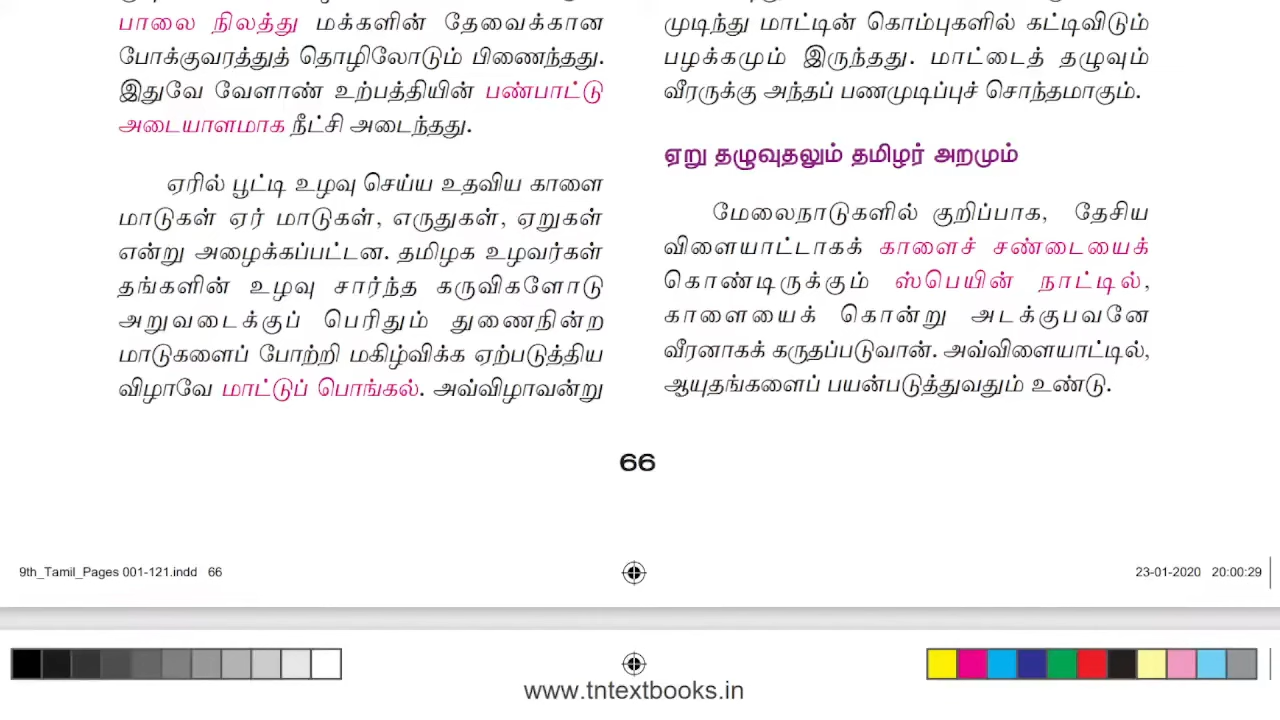 பாலை நிலத்து மக்களின் தேவைக்கான
போக்குவரத்துத் தொழிலோடும் பிணைந்தது.
இதுவே வேளாண் உற்பத்தியின் பண்பாட்டு
அடையாளமாக நீட்சி அடைந்தது.
ஏரில் பூட்டி உழவு செய்ய உதவிய காளை
மாடுகள் ஏர் மாடுகள், எருதுகள், ஏறுகள்
என்று அழைக்கப்பட்டன. தமிழக உழவர்கள்
தங்களின் உழவு சார்ந்த கருவிகளோடு
அறுவடைக்குப் பெரிதும் துணைநின்ற
மாடுகளைப் போற்றி மகிழ்விக்க ஏற்படுத்திய
விழாவே மாட்டுப் பொங்கல். அவ்விழாவன்று
முடிந்து மாட்டின் கொம்புகளில் கட்டிவிடும்
பழக்கமும் இருந்தது. மாட்டைத் தழுவும்
வீரருக்கு அந்தப் பணமுடிப்புச் சொந்தமாகும்.
ஏறு தழுவுதலும் தமிழர் அறமும்
மேலைநாடுகளில் குறிப்பாக, தேசிய
விளையாட்டாகக் காளைச் சண்டையைக்
கொண்டிருக்கும் ஸ்பெயின் நாட்டில்,
காளையைக் கொன்று அடக்குபவனே
வீரனாகக் கருதப்படுவான். அவ்விளையாட்டில்,
ஆயுதங்களைப் பயன்படுத்துவதும் உண்டு.
66
9th_Tamil_Pages 001-121.indd 66
23-01-2020 20:00:29
www.tntextbooks.in